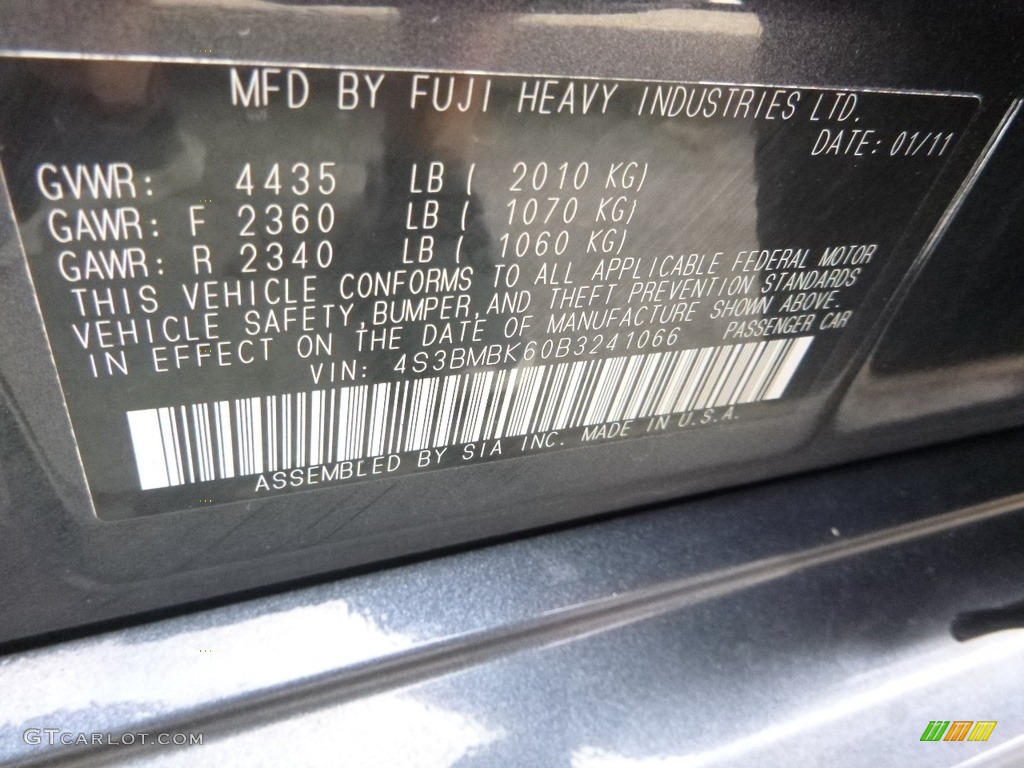 MFD BY FUJI HEAVY INDUSTRIES LTD.
DATE: 01/11
GVWR: 4435 LB ( 2010 KG)
GAWR: F 2360 LB ( 1070 KG)
GAWR: R 2340 LB ( 1060 KG)
THIS VEHICLE CONFORMS TO ALL APPLICABLE FEDERAL MOTOR
VEHICLE SAFETY,BUMPER,AND THEFT PREVENTION STANDARDS
IN EFFECT ON THE DATE OF MANUFACTURE SHOWN ABOVE.
VIN: 4S3BMBK60B3241066 PASSENGER CAR
ASSEMBLED BY SIA INC. MADE IN U.S.A.
GTCARLOT.COM